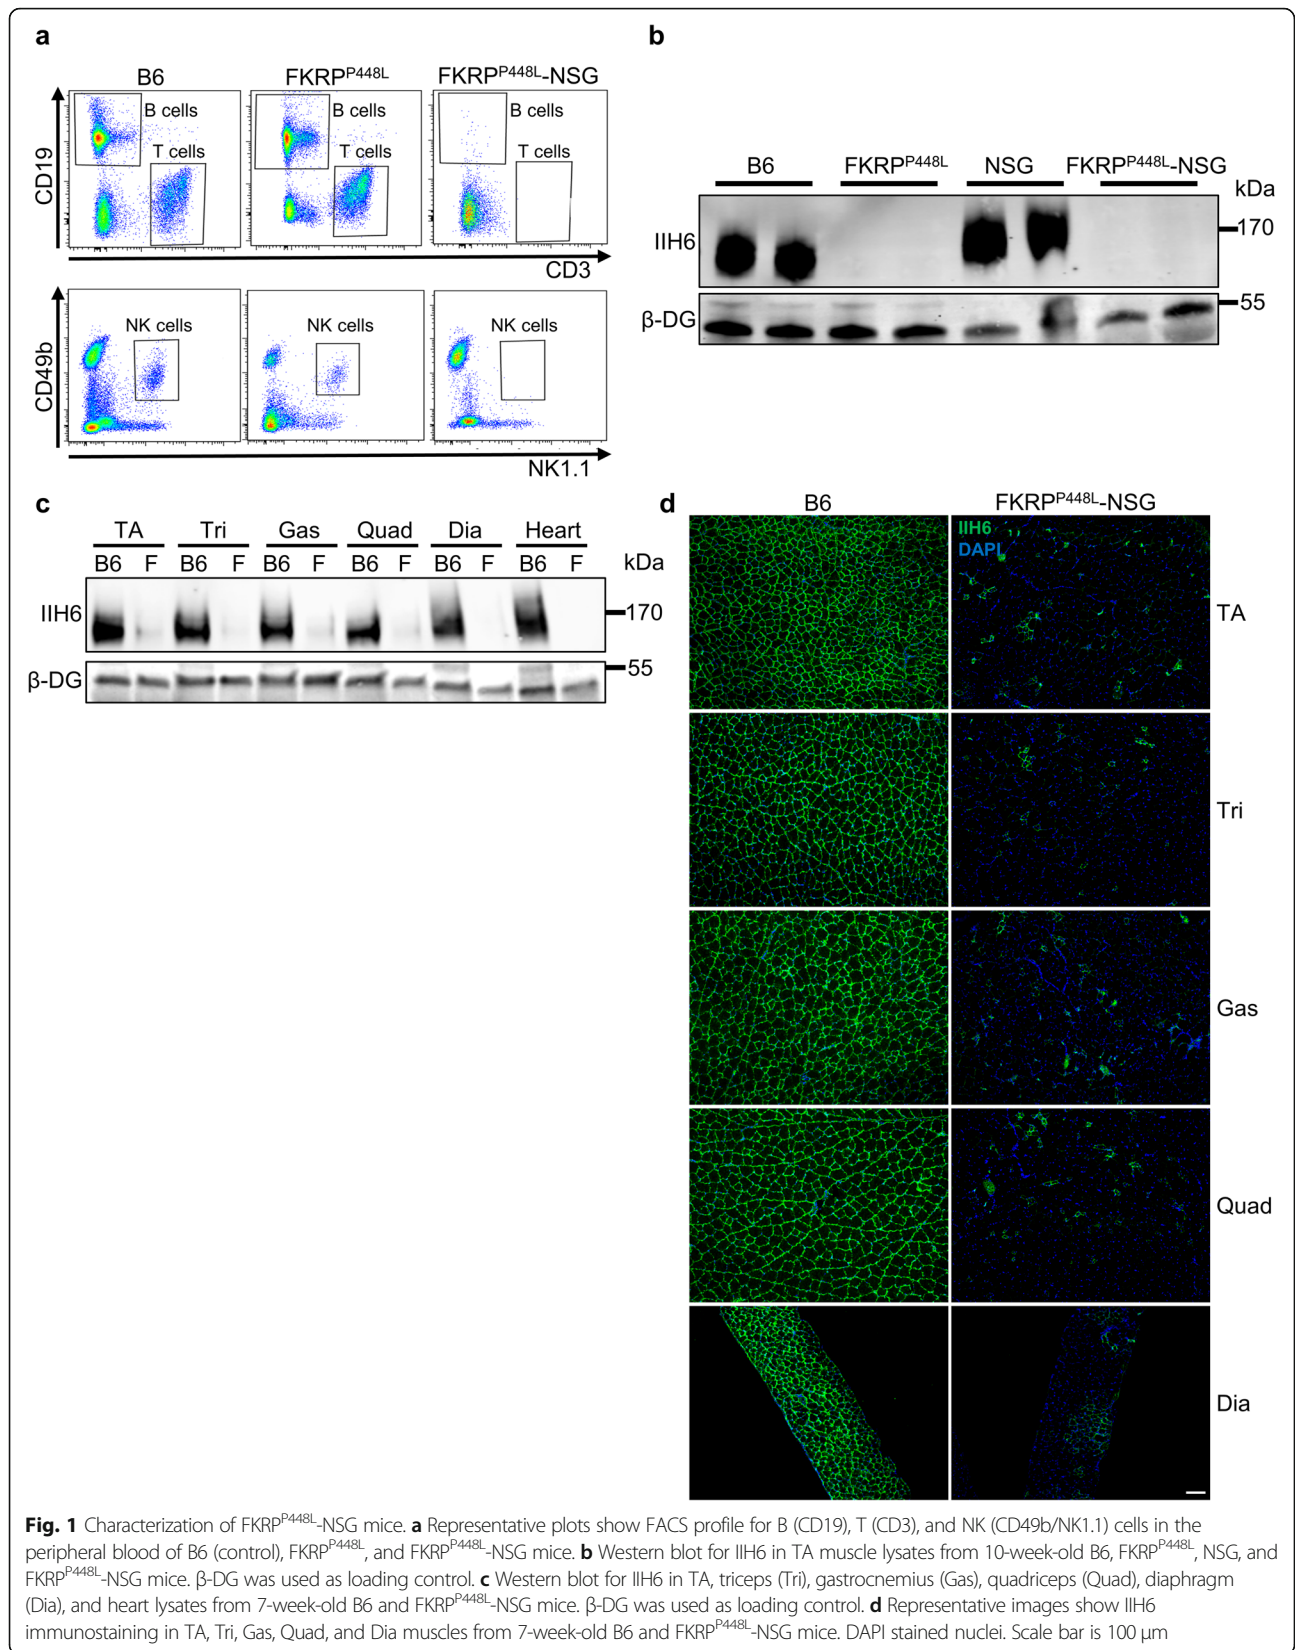 a
B6 FKRPP448L FKRPP448L-NSG
B cells B cells B cells
T cells T cells T cells
CD19
CD3
NK cells NK cells NK cells
CD49b
NK1.1
b
B6 FKRPP448L NSG FKRPP448L-NSG
kDa
IIH6 170
β-DG 55
c
TA Tri Gas Quad Dia Heart
B6 F B6 F B6 F B6 F B6 F B6 F kDa
IIH6 170
β-DG 55
d
B6 FKRPP448L-NSG
IIH6
DAPI
TA
Tri
Gas
Quad
Dia
Fig. 1 Characterization of FKRPP448L-NSG mice. a Representative plots show FACS profile for B (CD19), T (CD3), and NK (CD49b/NK1.1) cells in the
peripheral blood of B6 (control), FKRPP448L, and FKRPP448L-NSG mice. b Western blot for IIH6 in TA muscle lysates from 10-week-old B6, FKRPP448L, NSG, and
FKRPP448L-NSG mice. β-DG was used as loading control. c Western blot for IIH6 in TA, triceps (Tri), gastrocnemius (Gas), quadriceps (Quad), diaphragm
(Dia), and heart lysates from 7-week-old B6 and FKRPP448L-NSG mice. β-DG was used as loading control. d Representative images show IIH6
immunostaining in TA, Tri, Gas, Quad, and Dia muscles from 7-week-old B6 and FKRPP448L-NSG mice. DAPI stained nuclei. Scale bar is 100 μm